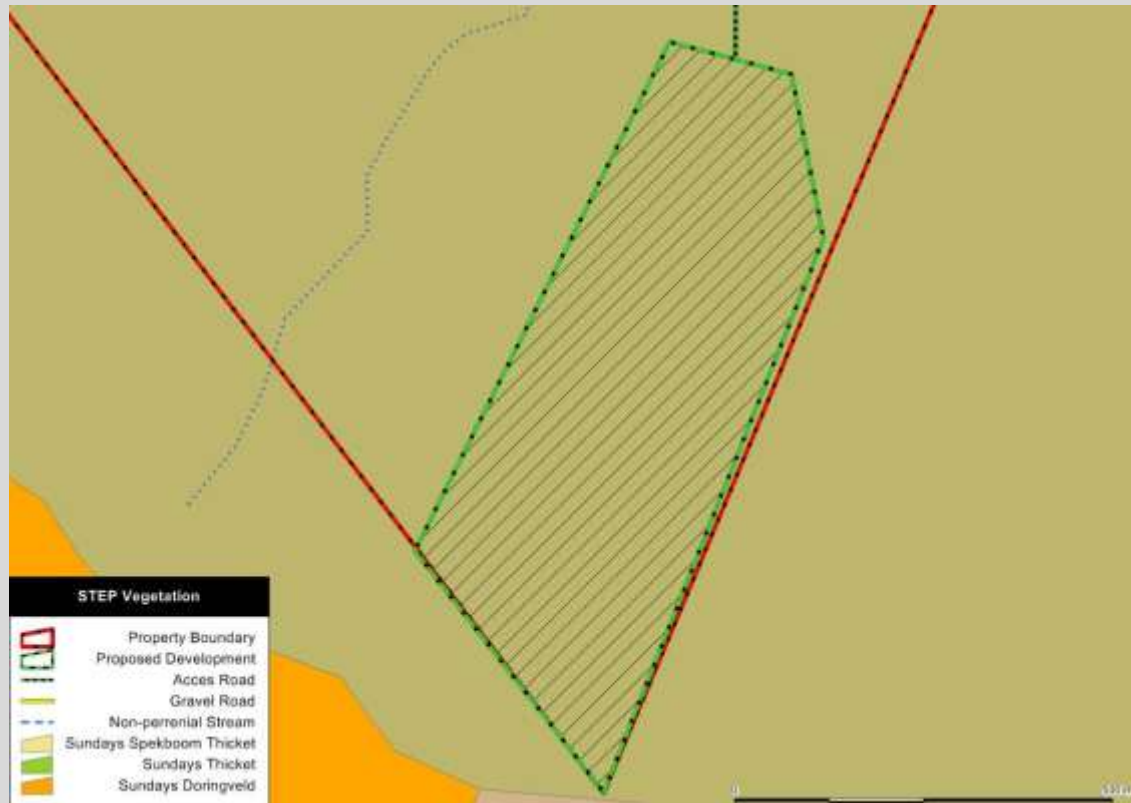 STEP Vegetation
Property Boundary
Proposed Development
Acces Road
Gravel Road
Non-perrenial Stream
Sundays Spekboom Thicket
Sundays Thicket
Sundays Doringveld
0